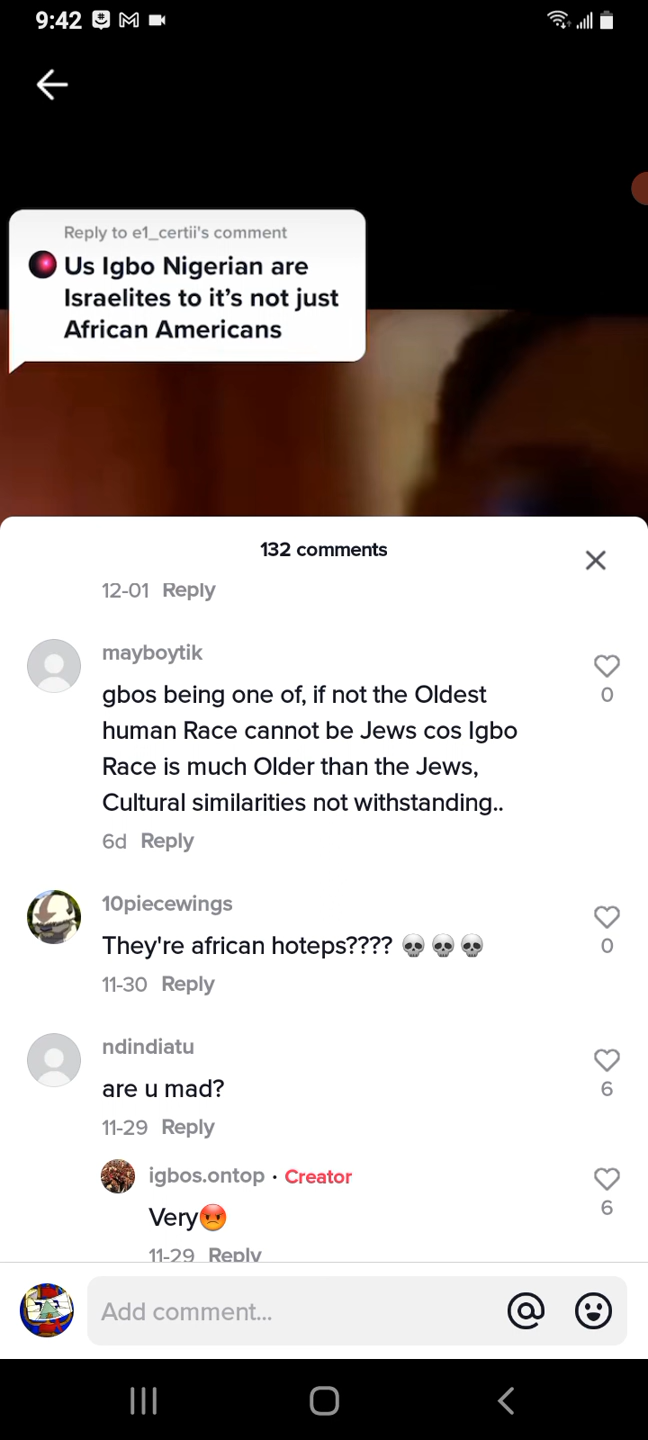 9:42
Reply to e1_certii's comment
Us Igbo Nigerian are
Israelites to it's not just
African Americans
132 comments
12-01 Reply
mayboytik
gbos being one of, if not the Oldest
human Race cannot be Jews cos Igbo
Race is much Older than the Jews,
Cultural similarities not withstanding..
0
6d Reply
10piecewings
They're african hoteps???? 💀💀💀
0
11-30 Reply
ndindiatu
are u mad?
6
11-29 Reply
igbos.ontop · Creator
Very😡
6
11-29 Reply
Add comment...